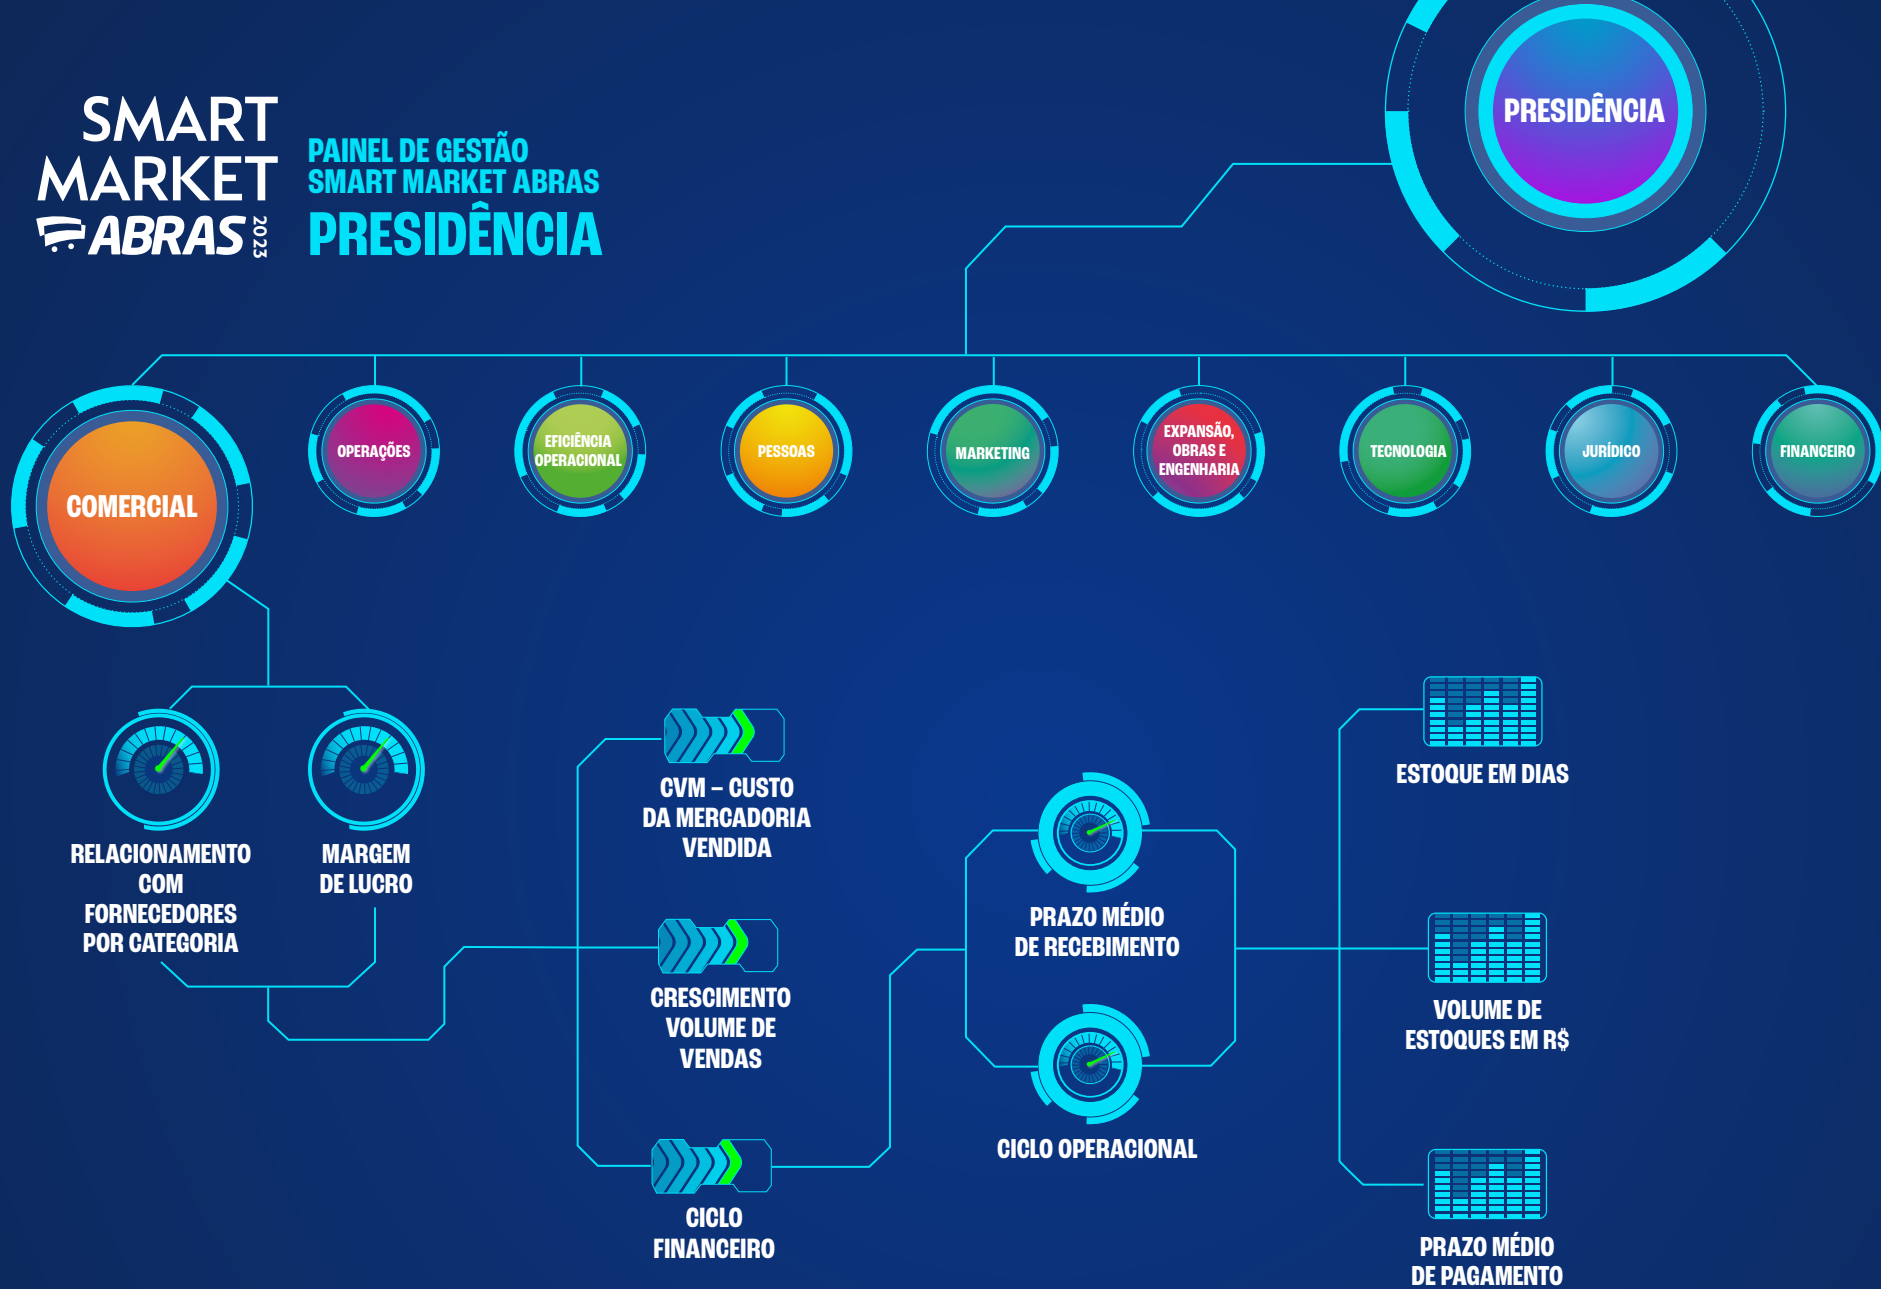 SMART
MARKET
ABRAS 2023
PAINEL DE GESTÃO
SMART MARKET ABRAS
PRESIDÊNCIA
PRESIDÊNCIA
COMERCIAL
OPERAÇÕES
EFICIÊNCIA
OPERACIONAL
PESSOAS
MARKETING
EXPANSÃO,
OBRAS E
ENGENHARIA
TECNOLOGIA
JURÍDICO
FINANCEIRO
RELACIONAMENTO
COM
FORNECEDORES
POR CATEGORIA
MARGEM
DE LUCRO
CVM – CUSTO
DA MERCADORIA
VENDIDA
CRESCIMENTO
VOLUME DE
VENDAS
CICLO
FINANCEIRO
PRAZO MÉDIO
DE RECEBIMENTO
CICLO OPERACIONAL
ESTOQUE EM DIAS
VOLUME DE
ESTOQUES EM R$
PRAZO MÉDIO
DE PAGAMENTO